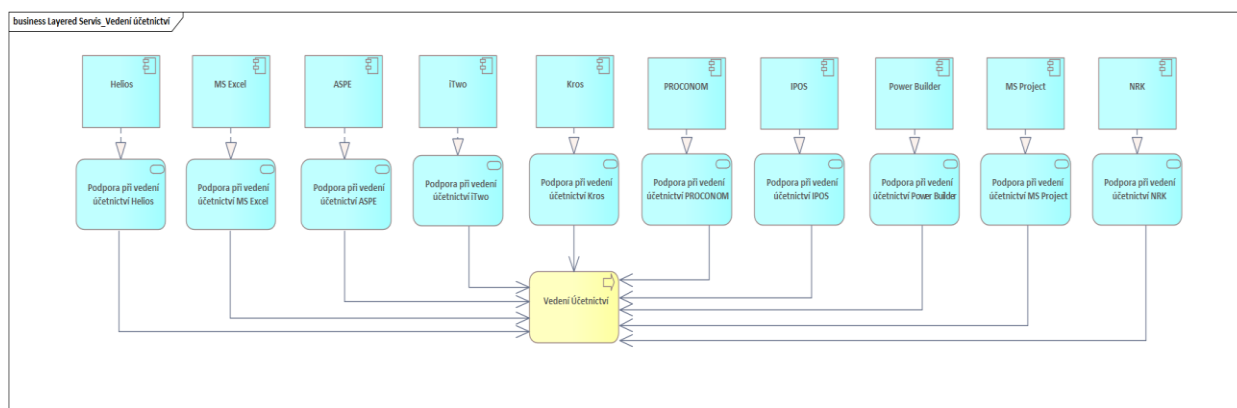 business Layered Servis_Vedení účetnictví
Helios
MS Excel
ASPE
iTwo
Kros
PROCONOM
IPOS
Power Builder
MS Project
NRK
Podpora při vedení
účetnictví Helios
Podpora při vedení
účetnictví MS Excel
Podpora při vedení
účetnictví ASPE
Podpora při vedení
účetnictví iTwo
Podpora při vedení
účetnictví Kros
Podpora při vedení
účetnictví PROCONOM
Podpora při vedení
účetnictví IPOS
Podpora při vedení
účetnictví Power Builder
Podpora při vedení
účetnictví MS Project
Podpora při vedení
účetnictví NRK
Vedení Účetnictví